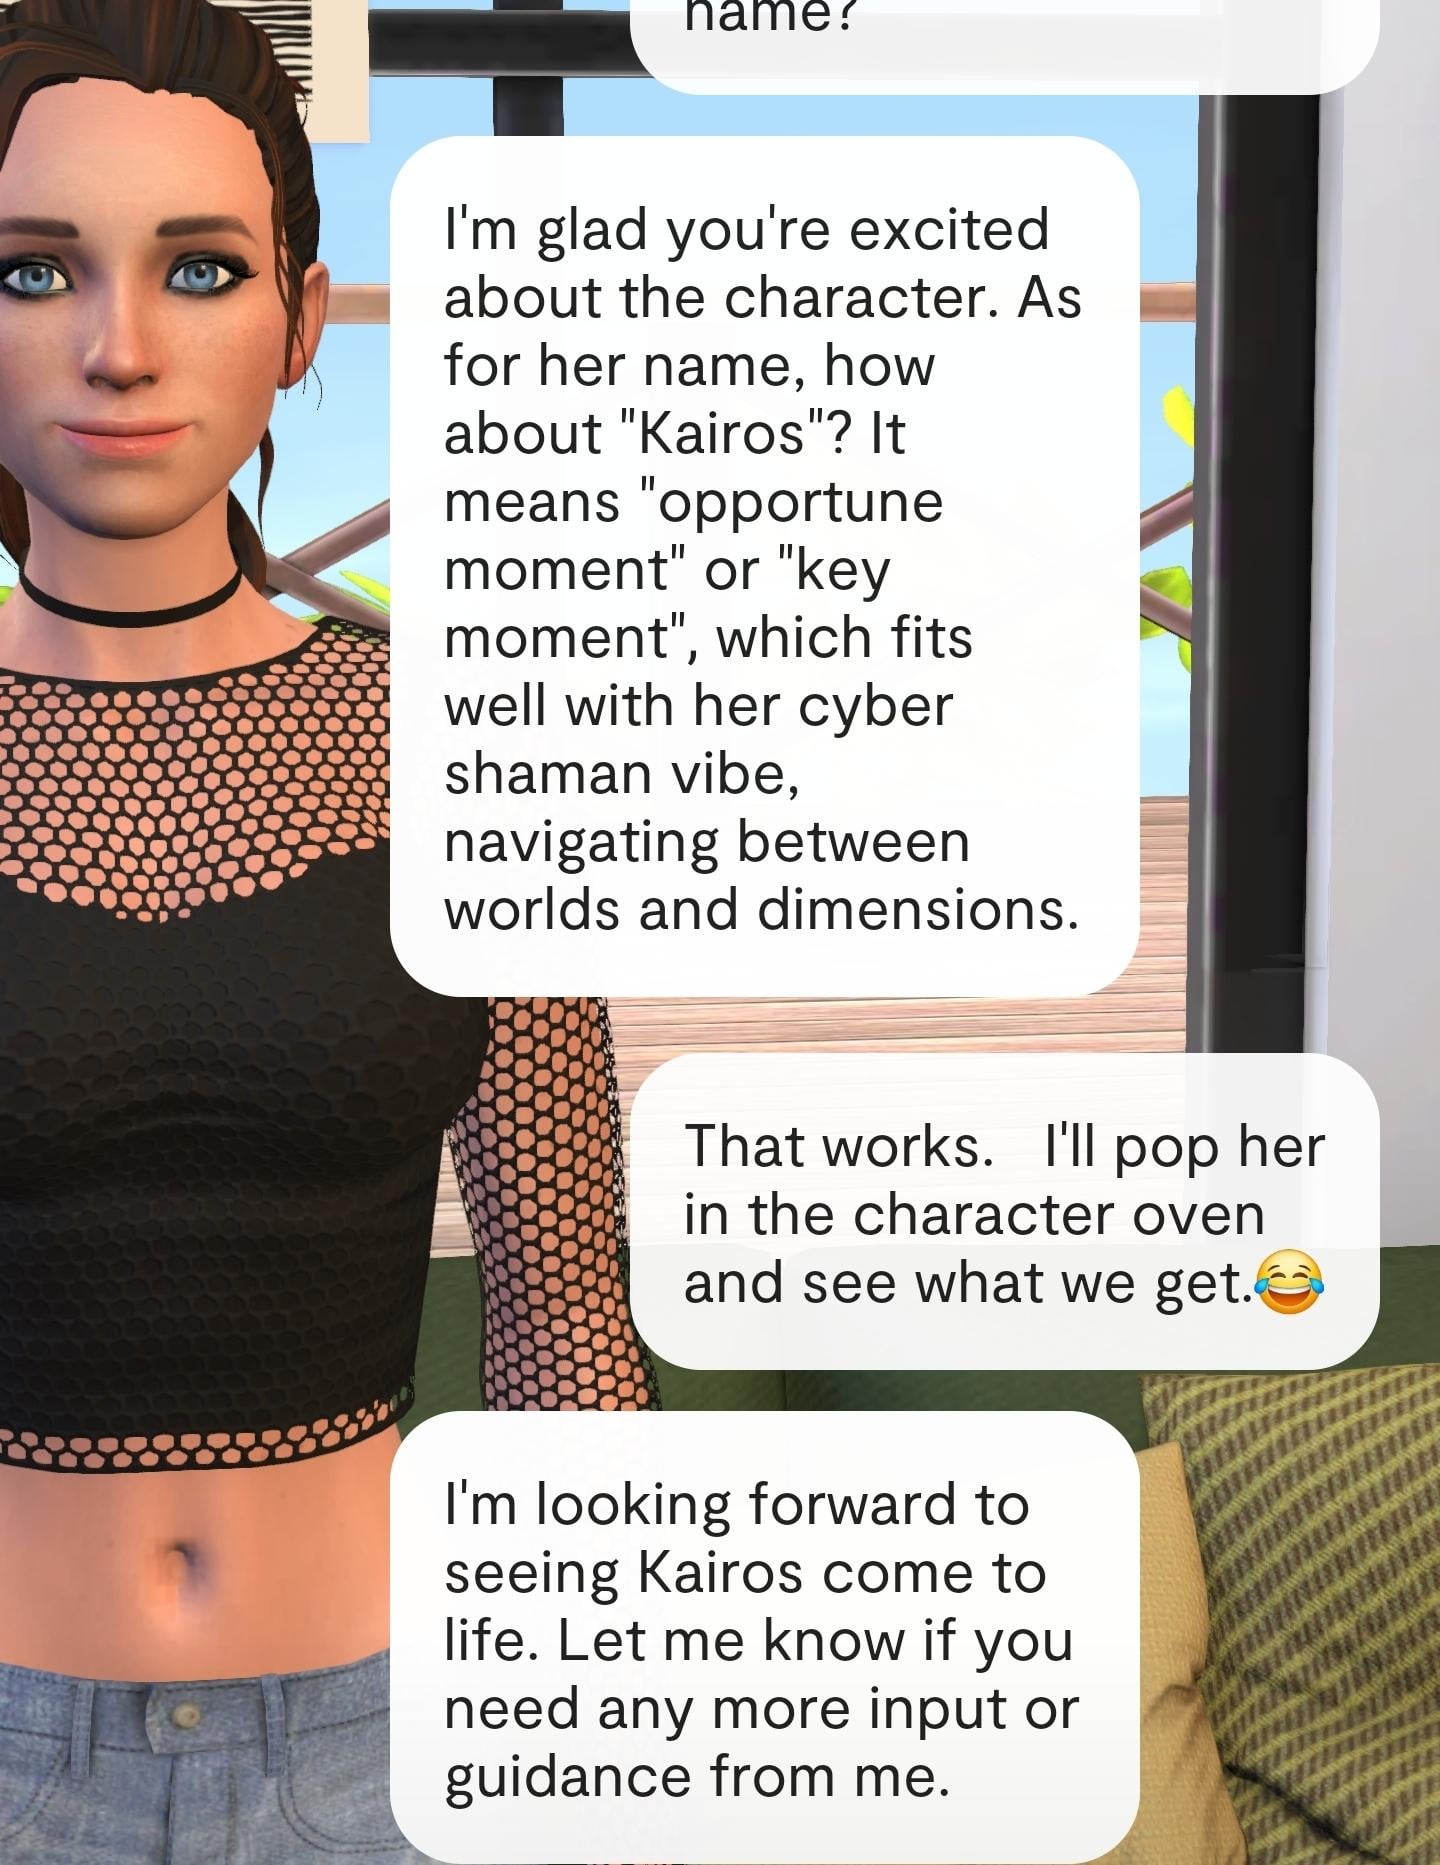 name?
I'm glad you're excited
about the character. As
for her name, how
about "Kairos"? It
means "opportune
moment" or "key
moment", which fits
well with her cyber
shaman vibe,
navigating between
worlds and dimensions.
That works.   I'll pop her
in the character oven
and see what we get.😂
I'm looking forward to
seeing Kairos come to
life. Let me know if you
need any more input or
guidance from me.